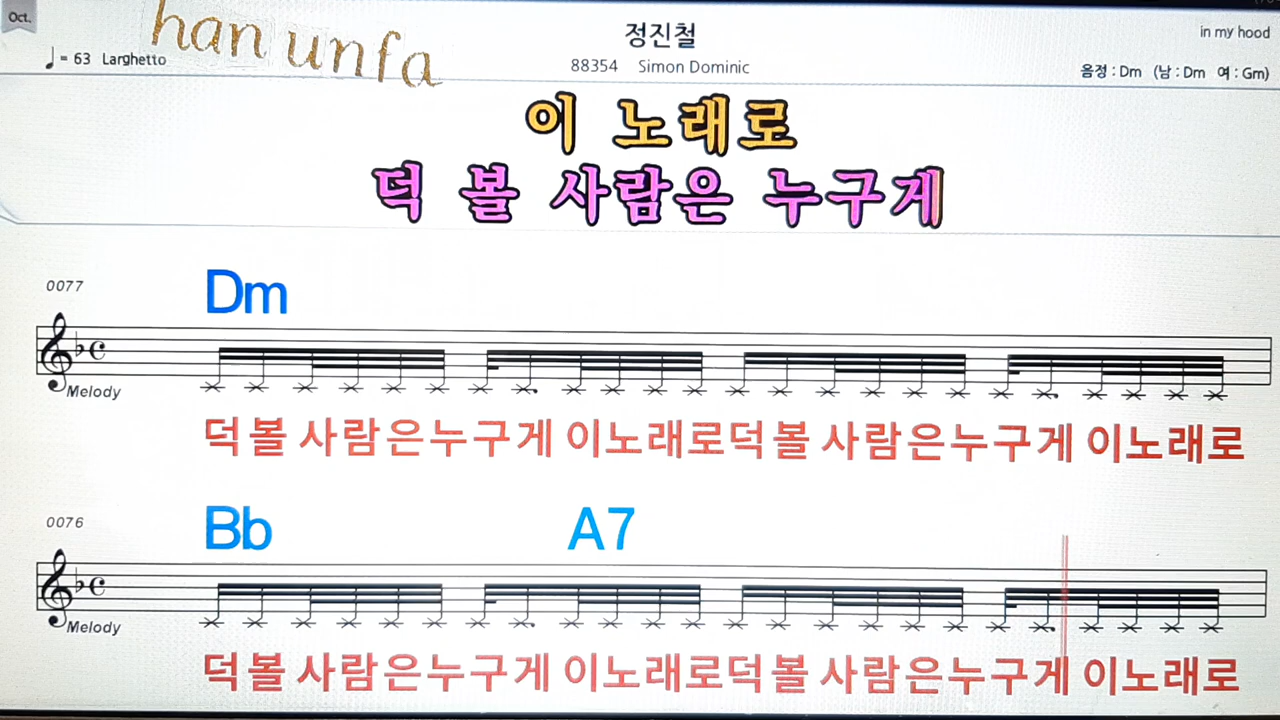 Oct.
han unfa
♩= 63 Larghetto
정진철
88354 Simon Dominic
in my hood
음정 : Dm (남 : Dm 여 : Gm)
이 노래로
덕 볼 사람은 누구게
0077
Dm
Melody
덕볼 사람은누구게 이노래로덕볼 사람은누구게 이노래로
0076
Bb A7
Melody
덕볼 사람은누구게 이노래로덕볼 사람은누구게 이노래로